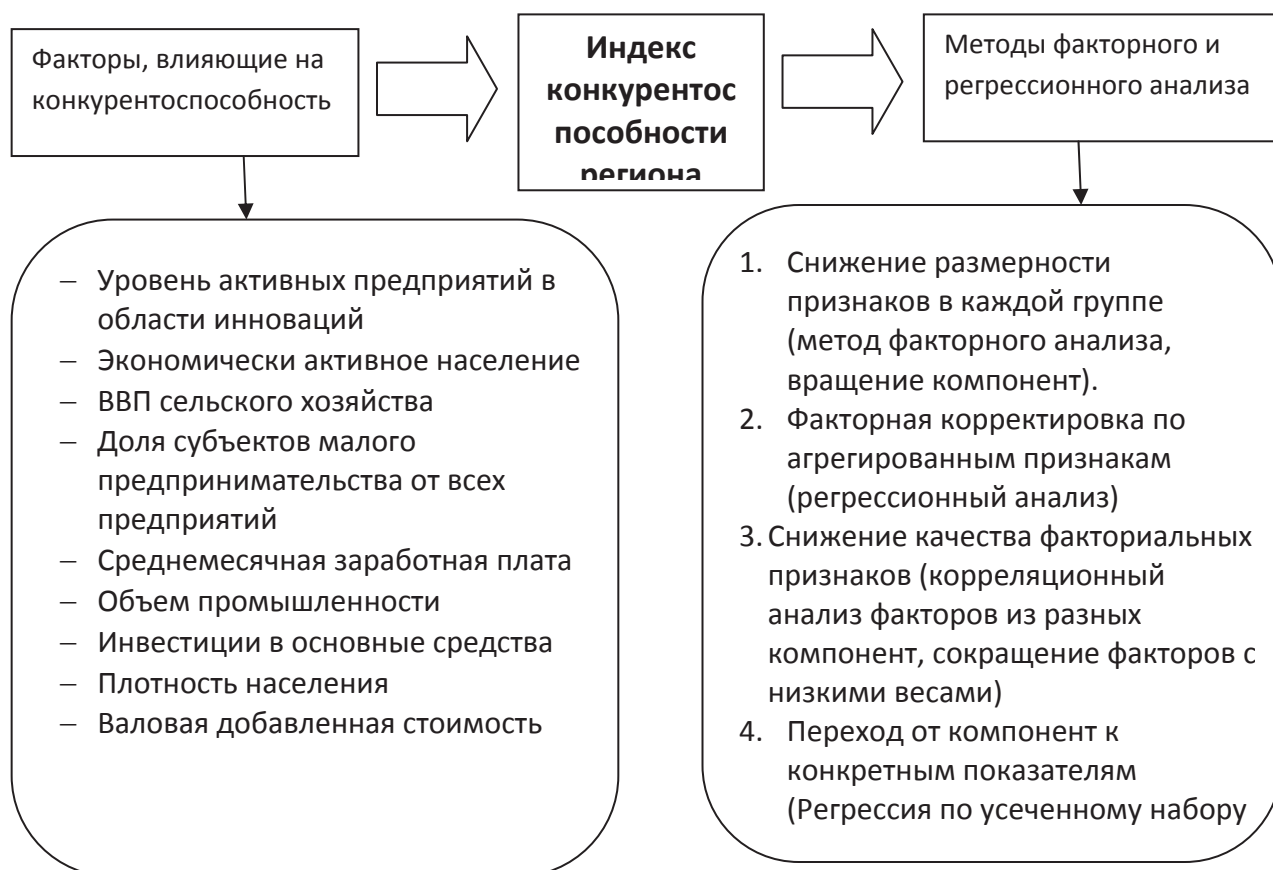 Факторы, влияющие на
конкурентоспособность
Индекс
конкурентос
пособности
региона
Методы факторного и
регрессионного анализа
– Уровень активных предприятий в
области инноваций
– Экономически активное население
– ВВП сельского хозяйства
– Доля субъектов малого
предпринимательства от всех
предприятий
– Среднемесячная заработная плата
– Объем промышленности
– Инвестиции в основные средства
– Плотность населения
– Валовая добавленная стоимость
1. Снижение размерности
признаков в каждой группе
(метод факторного анализа,
вращение компонент).
2. Факторная корректировка по
агрегированным признакам
(регрессионный анализ)
3. Снижение качества факториальных
признаков (корреляционный
анализ факторов из разных
компонент, сокращение факторов с
низкими весами)
4. Переход от компонент к
конкретным показателям
(Регрессия по усеченному набору